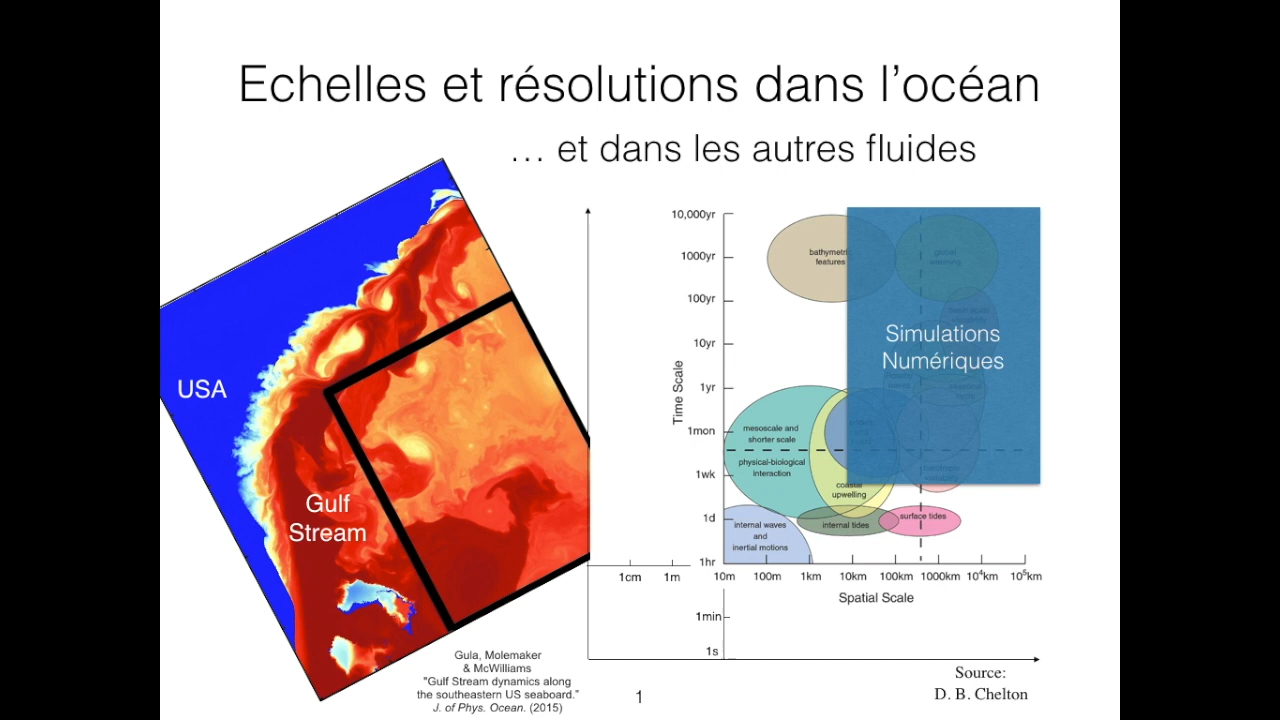 Echelles et résolutions dans l'océan
… et dans les autres fluides
USA
Gulf
Stream
Gula, Molemaker
& McWilliams
"Gulf Stream dynamics along
the southeastern US seaboard."
J. of Phys. Ocean. (2015)
10,000yr
1000yr
100yr
10yr
1yr
1mon
1wk
1d
1hr
1min
1s
Time Scale
bathymetri
features
global
warming
Simulations
Numériques
mesoscale and
shorter scale
physical-biological
interaction
coastal
upwelling
internal waves
and
inertial motions
internal tides
surface tides
1cm
1m
10m
100m
1km
10km
100km
1000km
10⁴km
10⁵km
Spatial Scale
1
Source:
D. B. Chelton